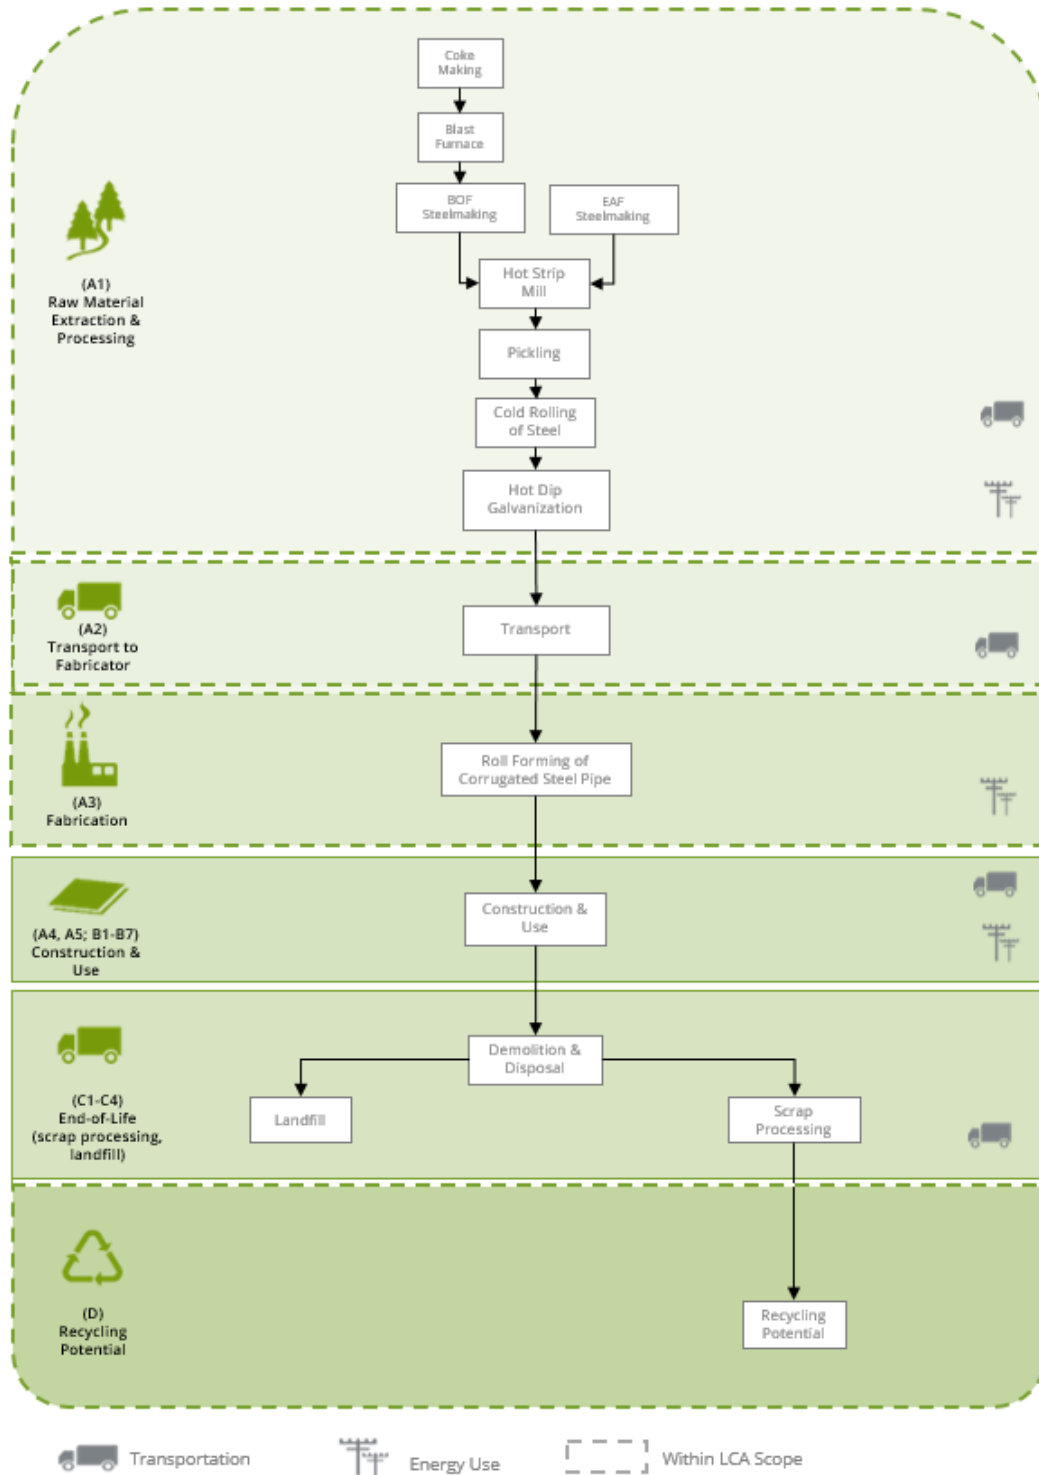 Coke
Making
Blast
Furnace
BOF
Steelmaking
EAF
Steelmaking
Hot Strip
Mill
(A1)
Raw Material
Extraction &
Processing
Pickling
Cold Rolling
of Steel
Hot Dip
Galvanization
(A2)
Transport to
Fabricator
Transport
Roll Forming of
Corrugated Steel Pipe
(A3)
Fabrication
(A4, A5; B1-B7)
Construction &
Use
Construction &
Use
Demolition &
Disposal
(C1-C4)
End-of-Life
(scrap processing,
landfill)
Landfill
Scrap
Processing
(D)
Recycling
Potential
Recycling
Potential
Transportation
Energy Use
Within LCA Scope